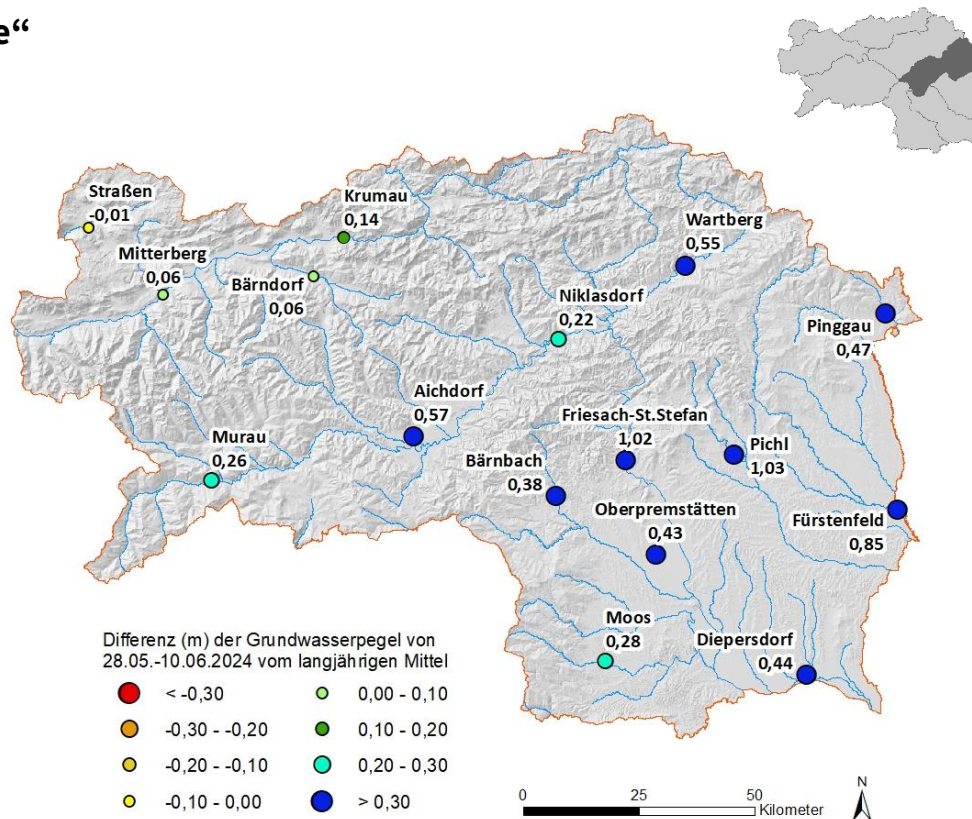 e“
Straßen
-0,01
Krumau
0,14
Wartberg
0,55
Mitterberg
0,06
Bärndorf
0,06
Niklasdorf
0,22
Pinggau
0,47
Aichdorf
0,57
Friesach-St.Stefan
1,02
Murau
0,26
Pichl
1,03
Bärnbach
0,38
Oberpremstätten
0,43
Fürstenfeld
0,85
Moos
0,28
Diepersdorf
0,44
Differenz (m) der Grundwasserpegel von
28.05.-10.06.2024 vom langjährigen Mittel
< -0,30
-0,30 - -0,20
-0,20 - -0,10
-0,10 - 0,00
0,00 - 0,10
0,10 - 0,20
0,20 - 0,30
> 0,30
0 25 50
Kilometer
N